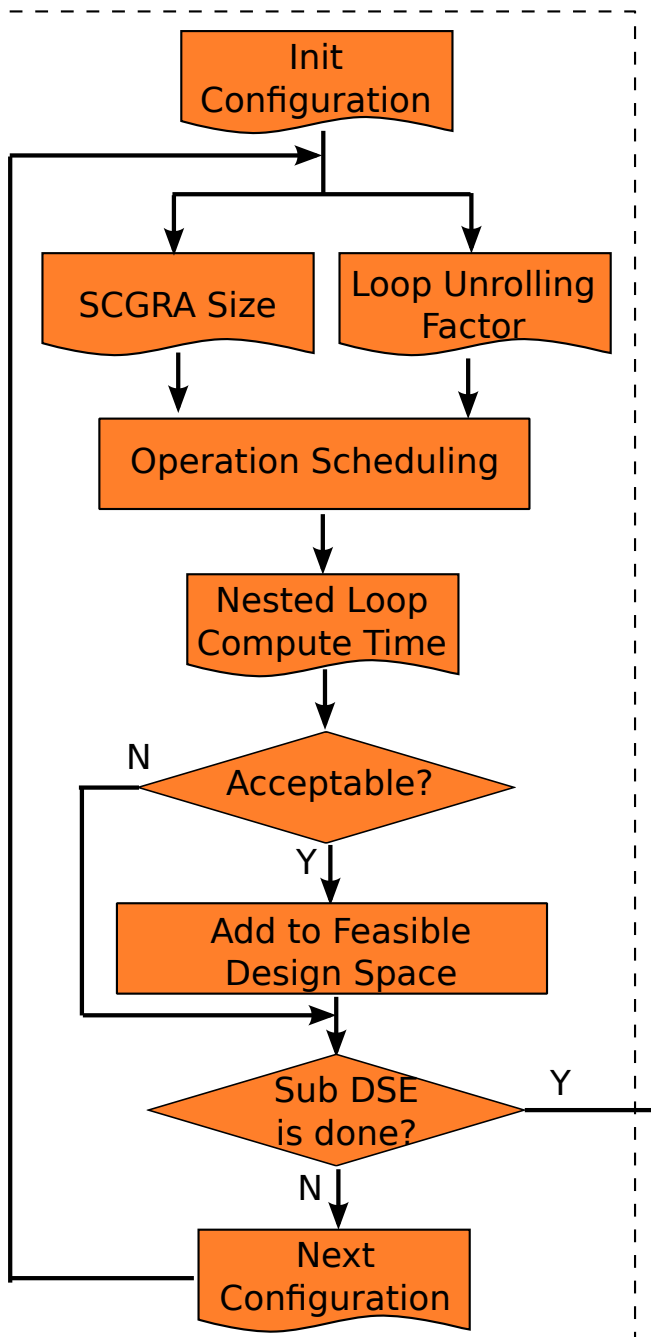 Init
Configuration
SCGRA Size
Loop Unrolling
Factor
Operation Scheduling
Nested Loop
Compute Time
N
Acceptable?
Y
Add to Feasible
Design Space
Sub DSE
is done?
Y
N
Next
Configuration